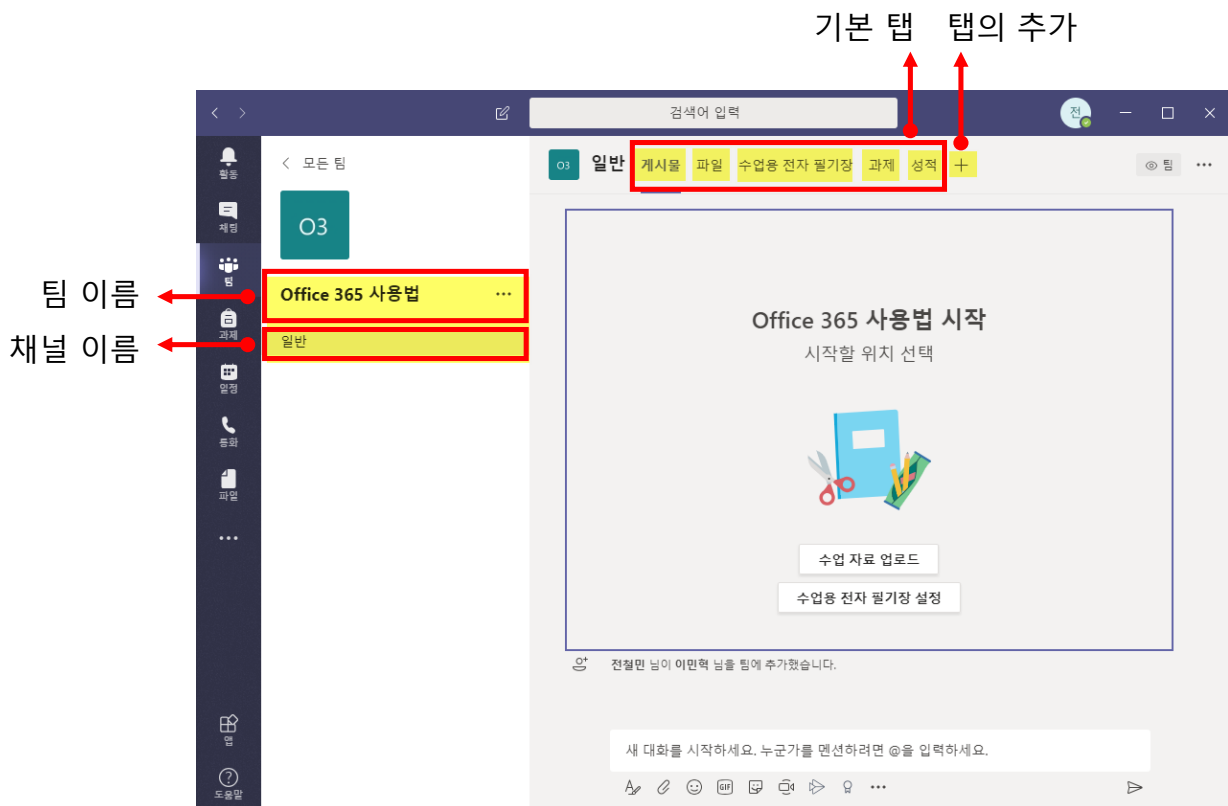 기본 탭 탭의 추가
검색어 입력 전
활동
채팅
팀
과제
일정
통화
파일
앱
도움말
모든 팀
O3
Office 365 사용법
일반
팀 이름
채널 이름
O3 일반 게시물 파일 수업용 전자 필기장 과제 성적 팀
Office 365 사용법 시작
시작할 위치 선택
수업 자료 업로드
수업용 전자 필기장 설정
전철민 님이 이민혁 님을 팀에 추가했습니다.
새 대화를 시작하세요. 누군가를 멘션하려면 @을 입력하세요.
GIF